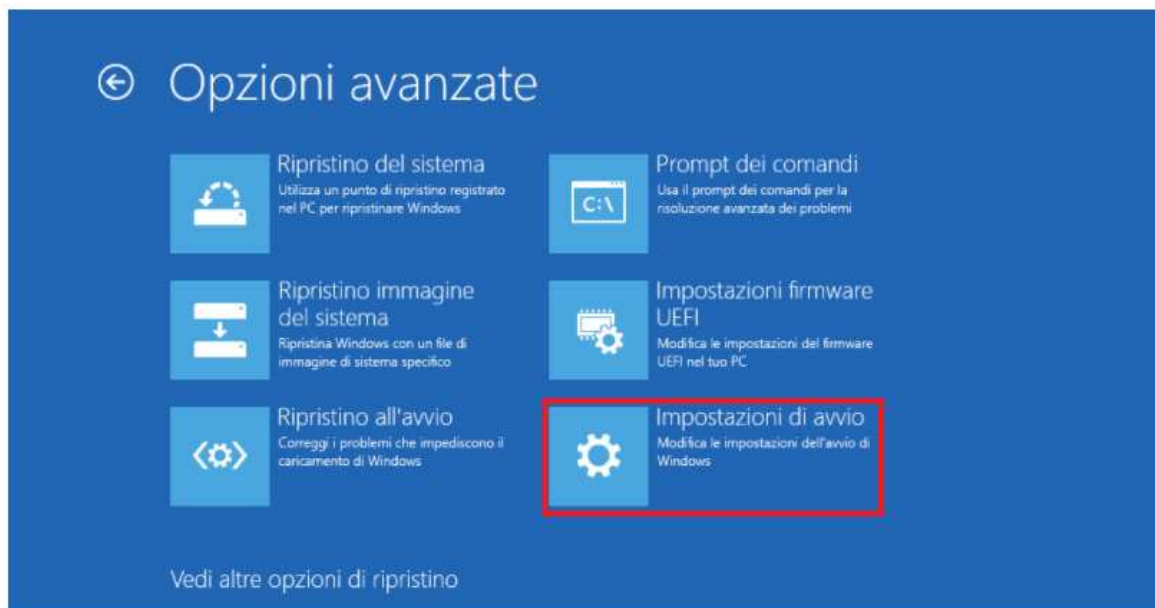 Opzioni avanzate
Ripristino del sistema
Utilizza un punto di ripristino registrato
nel PC per ripristinare Windows
Prompt dei comandi
Usa il prompt dei comandi per la
risoluzione avanzata dei problemi
C:\
Ripristino immagine
del sistema
Ripristina Windows con un file di
immagine di sistema specifico
Impostazioni firmware
UEFI
Modifica le impostazioni del firmware
UEFI nel tuo PC
Ripristino all'avvio
Correggi i problemi che impediscono il
caricamento di Windows
Impostazioni di avvio
Modifica le impostazioni dell'avvio di
Windows
Vedi altre opzioni di ripristino